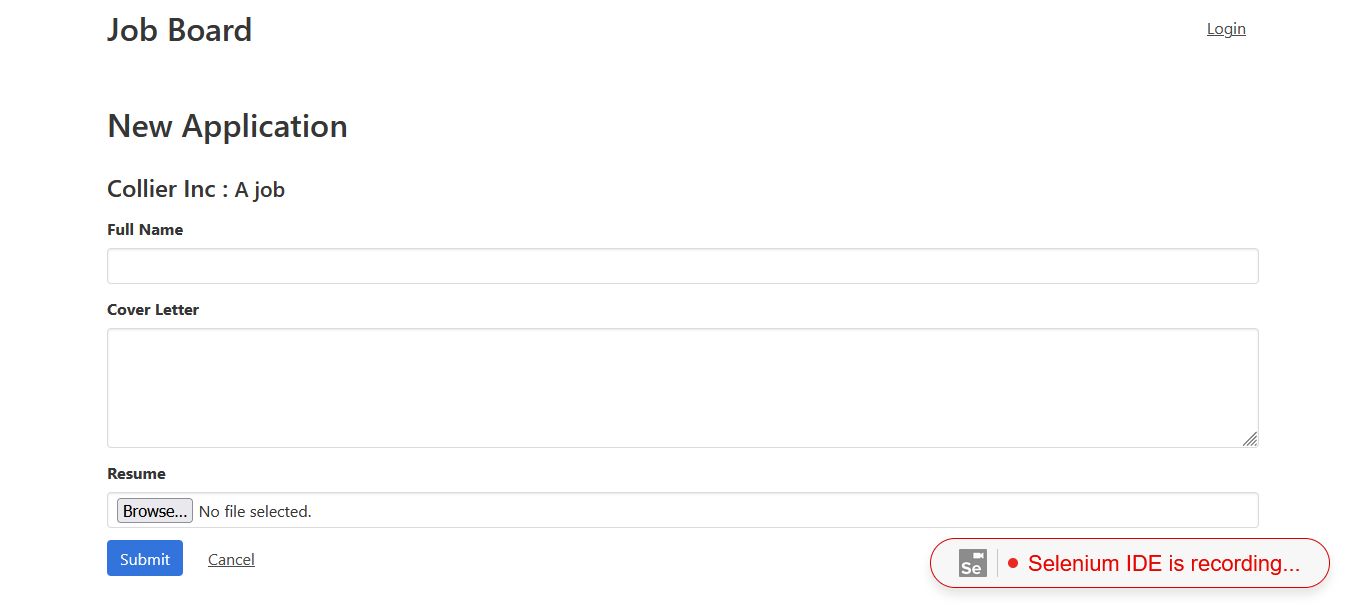 Job Board
Login
New Application
Collier Inc : A job
Full Name
Cover Letter
Resume
Browse... No file selected.
Submit
Cancel
Se
Selenium IDE is recording...